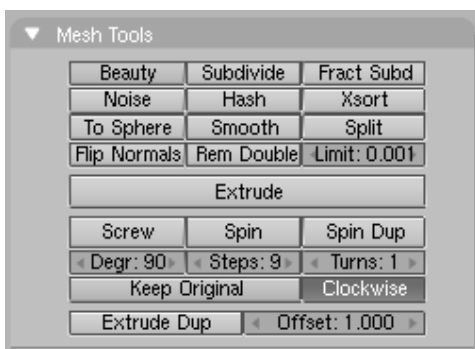 Mesh Tools
Beauty Subdivide Fract Subd
Noise Hash Xsort
To Sphere Smooth Split
Flip Normals Rem Double Limit: 0.001
Extrude
Screw Spin Spin Dup
Degr: 90 Steps: 9 Turns: 1
Keep Original Clockwise
Extrude Dup Offset: 1.000